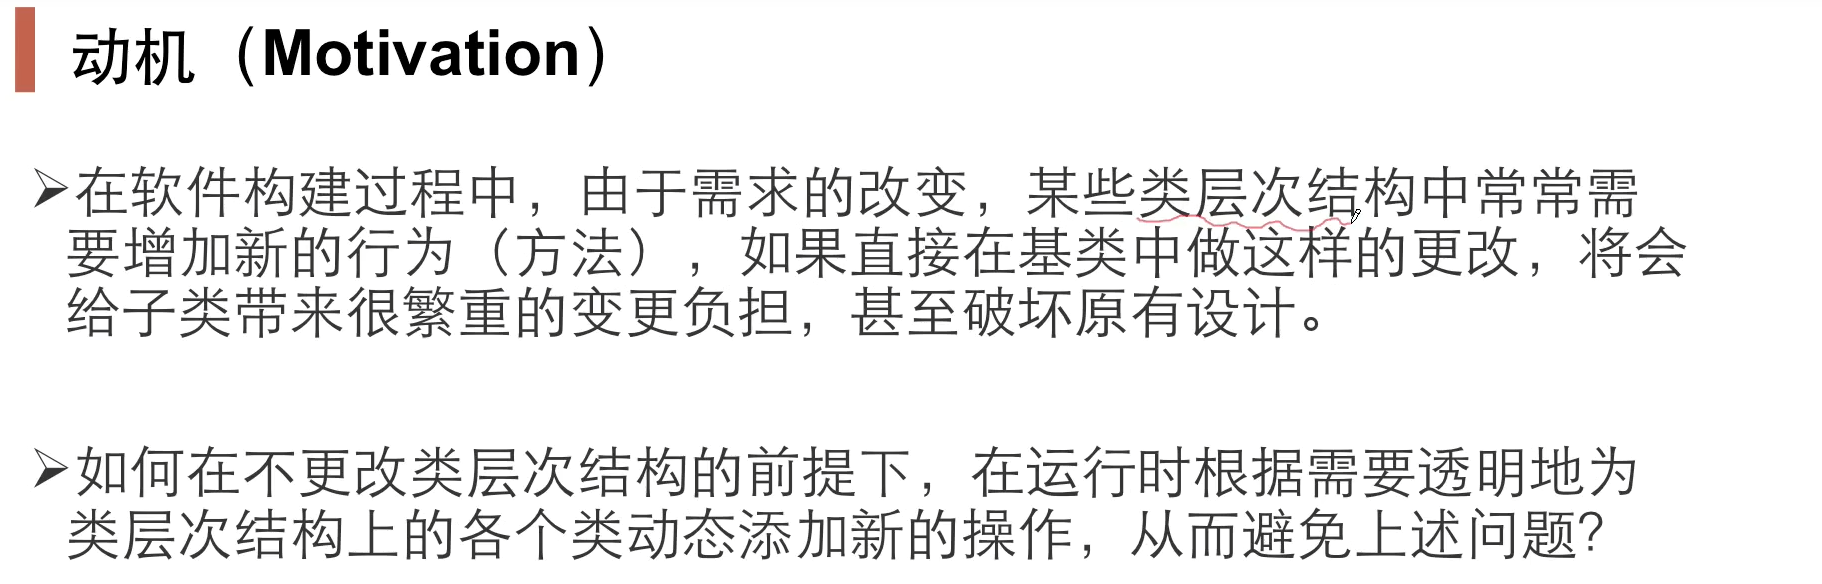 动机（Motivation）
➢在软件构建过程中，由于需求的改变，某些类层次结构中常常需
要增加新的行为（方法），如果直接在基类中做这样的更改，将会
给子类带来很繁重的变更负担，甚至破坏原有设计。
➢如何在不更改类层次结构的前提下，在运行时根据需要透明地为
类层次结构上的各个类动态添加新的操作，从而避免上述问题？